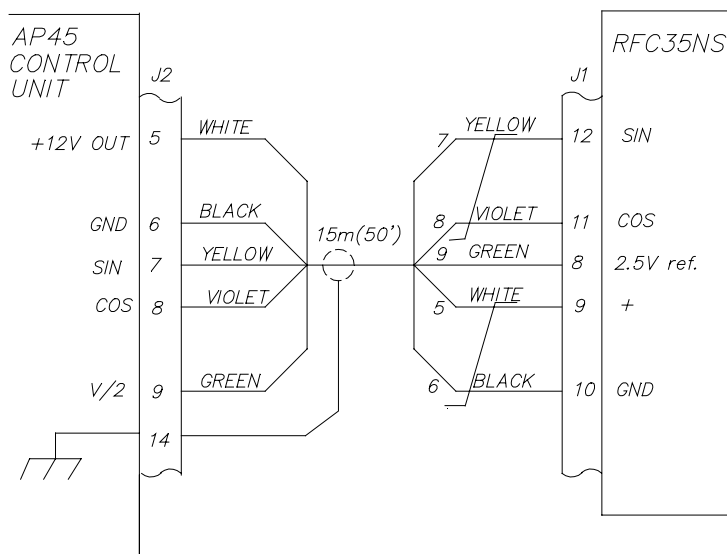 AP45
CONTROL
UNIT
J2
+12V OUT 5 WHITE
GND 6 BLACK
SIN 7 YELLOW
COS 8 VIOLET
V/2 9 GREEN
14
15m(50')
RFC35NS
J1
7 YELLOW 12 SIN
8 VIOLET 11 COS
9 GREEN 8 2.5V ref.
5 WHITE 9 +
6 BLACK 10 GND